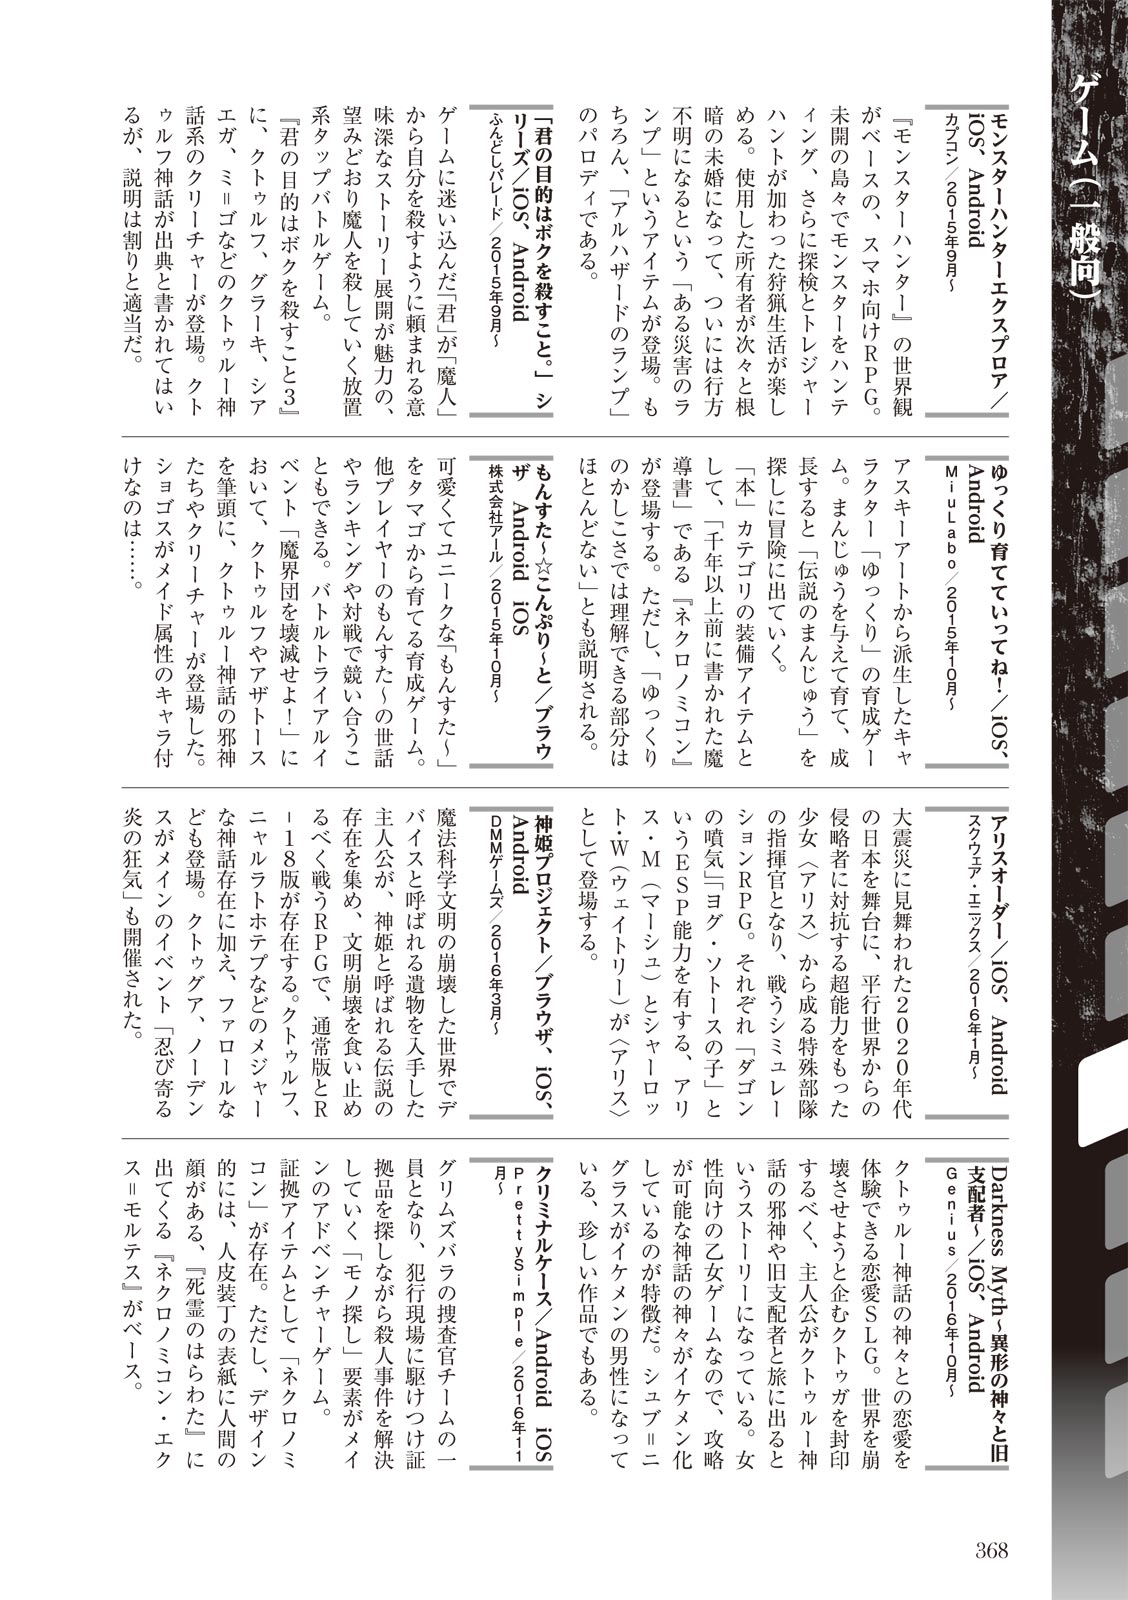 ゲーム(一般向)
モンスターハンターエクスプロア／
iOS、Android
カプコン／2015年9月〜
『モンスターハンター』の世界観
がベースの、スマホ向けRPG。
未開の島々でモンスターをハンテ
ィング、さらに探検とトレジャー
ハントが加わった狩猟生活が楽し
める。使用した所有者が次々と根
暗の未婚になって、ついには行方
不明になるという「ある災害のラ
ンプ」というアイテムが登場。も
ちろん、「アルハザードのランプ」
のパロディである。
「君の目的はボクを殺すこと。」シ
リーズ／iOS、Android
ふんどしパレード／2015年9月〜
ゲームに迷い込んだ「君」が「魔人」
から自分を殺すように頼まれる意
味深なストーリー展開が魅力の、
望みどおり魔人を殺していく放置
系タップバトルゲーム。
『君の目的はボクを殺すこと3』
に、クトゥルフ、グラーキ、シア
エガ、ミ＝ゴなどのクトゥルー神
話系のクリーチャーが登場。クト
ゥルフ神話が出典と書かれてはい
るが、説明は割りと適当だ。
ゆっくり育てていってね！／iOS、
Android
MiuLabo／2015年10月〜
アスキーアートから派生したキャ
ラクター「ゆっくり」の育成ゲー
ム。まんじゅうを与えて育て、成
長すると「伝説のまんじゅう」を
探しに冒険に出ていく。
「本」カテゴリの装備アイテムと
して、「千年以上前に書かれた魔
導書」である『ネクロノミコン』
が登場する。ただし、「ゆっくり
のかしこさでは理解できる部分は
ほとんどない」とも説明される。
もんすた〜☆こんぷり〜と／ブラウ
ザ　Android　iOS
株式会社アール／2015年10月〜
可愛くてユニークな「もんすた〜」
をタマゴから育てる育成ゲーム。
他プレイヤーのもんすた〜の世話
やランキングや対戦で競い合うこ
ともできる。バトルトライアルイ
ベント「魔界団を壊滅せよ！」に
おいて、クトゥルフやアザトース
を筆頭に、クトゥルー神話の邪神
たちやクリーチャーが登場した。
ショゴスがメイド属性のキャラ付
けなのは……。
アリスオーダー／iOS、Android
スクウェア・エニックス／2016年1月〜
大震災に見舞われた2020年代
の日本を舞台に、平行世界からの
侵略者に対抗する超能力をもった
少女〈アリス〉から成る特殊部隊
の指揮官となり、戦うシミュレー
ションRPG。それぞれ「ダゴン
の噴気」「ヨグ・ソトースの子」と
いうESP能力を有する、アリ
ス・M（マーシュ）とシャーロッ
ト・W（ウェイトリー）が〈アリス〉
として登場する。
神姫プロジェクト／ブラウザ、iOS、
Android
DMMゲームズ／2016年3月〜
魔法科学文明の崩壊した世界でデ
バイスと呼ばれる遺物を入手した
主人公が、神姫と呼ばれる伝説の
存在を集め、文明崩壊を食い止め
るべく戦うRPGで、通常版とR
-18版が存在する。クトゥルフ、
ニャルラトホテプなどのメジャー
な神話存在に加え、ファロールな
ども登場。クトゥグア、ノーデン
スがメインのイベント「忍び寄る
炎の狂気」も開催された。
Darkness Myth〜異形の神々と旧
支配者〜／iOS、Android
Genius／2016年10月〜
クトゥルー神話の神々との恋愛を
体験できる恋愛SLG。世界を崩
壊させようと企むクトゥガを封印
するべく、主人公がクトゥルー神
話の邪神や旧支配者と旅に出ると
いうストーリーになっている。女
性向けの乙女ゲームなので、攻略
が可能な神話の神々がイケメン化
しているのが特徴だ。シュブ＝ニ
グラスがイケメンの男性になって
いる、珍しい作品でもある。
クリミナルケース／Android　iOS
PrettySimple／2016年11
月〜
グリムズバラの捜査官チームの一
員となり、犯行現場に駆けつけ証
拠品を探しながら殺人事件を解決
していく「モノ探し」要素がメイ
ンのアドベンチャーゲーム。
証拠アイテムとして「ネクロノミ
コン」が存在。ただし、デザイン
的には、人皮装丁の表紙に人間の
顔がある、『死霊のはらわた』に
出てくる『ネクロノミコン・エク
ス＝モルテス』がベース。
368